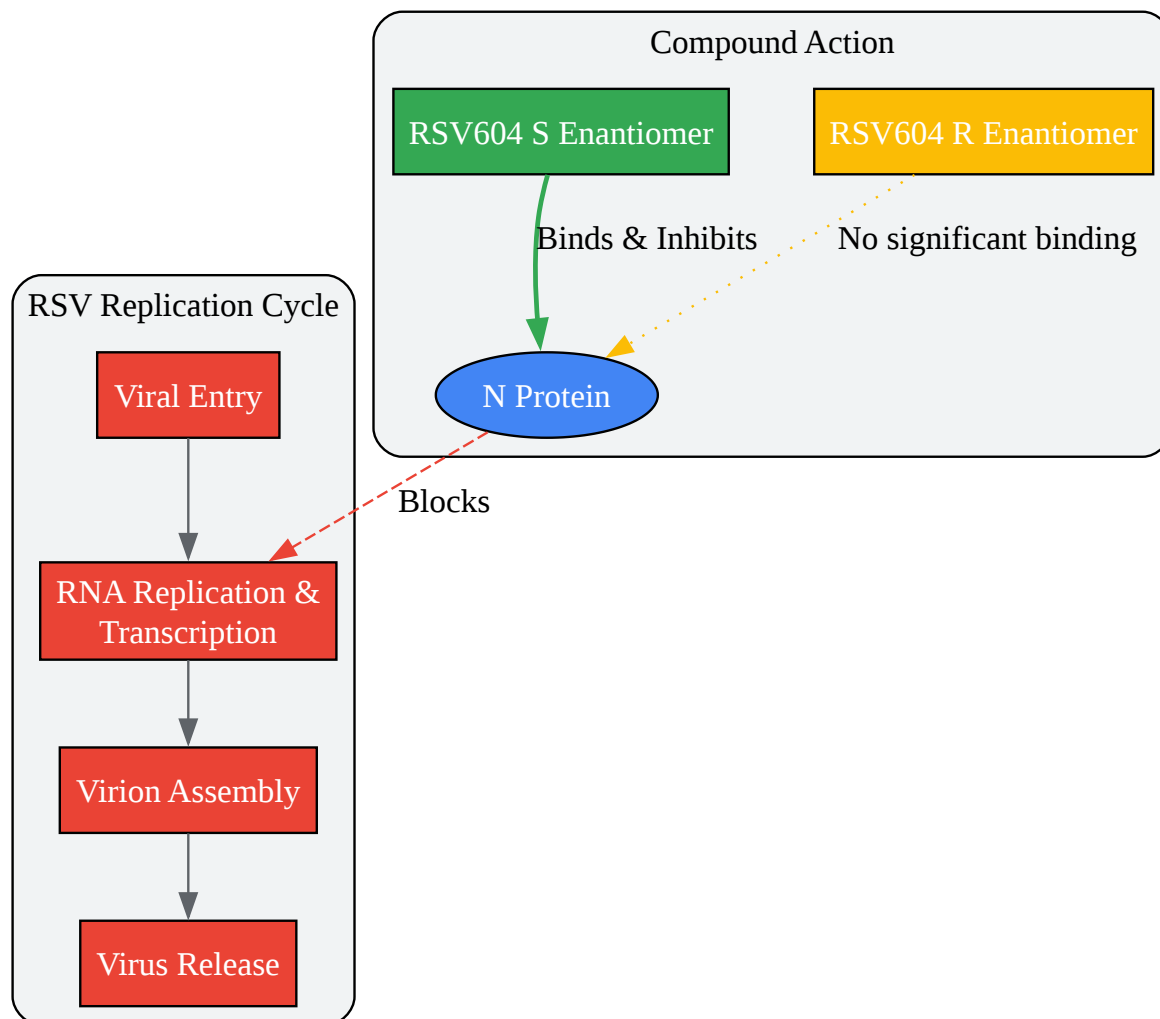 Compound Action
RSV604 S Enantiomer
RSV604 R Enantiomer
Binds & Inhibits
No significant binding
N Protein
Blocks
RSV Replication Cycle
Viral Entry
RNA Replication &
Transcription
Virion Assembly
Virus Release